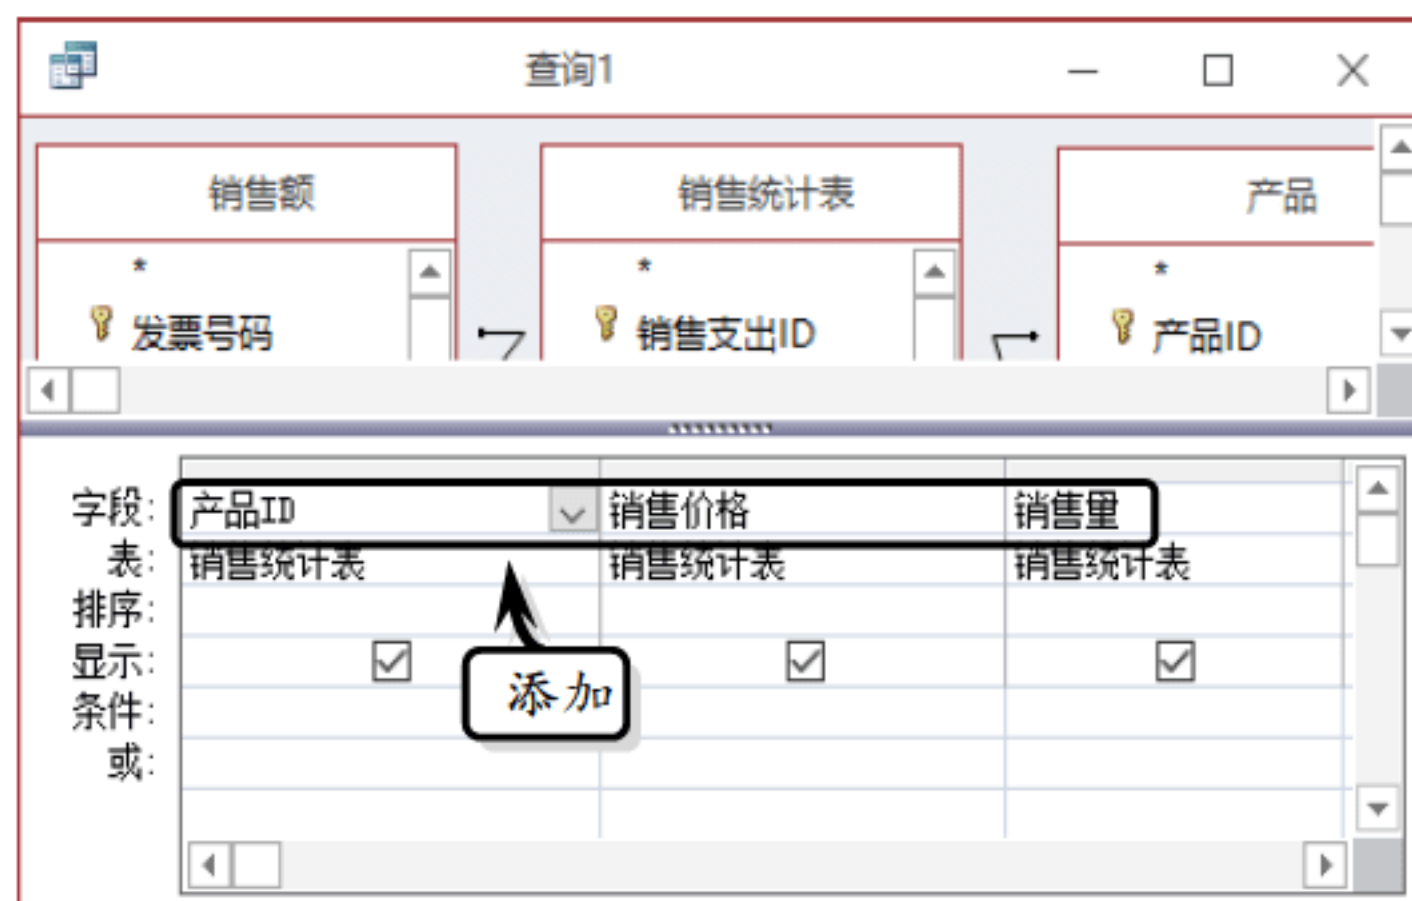 查询1
销售额 销售统计表 产品
* * *
发票号码 销售支出ID 产品ID
字段: 产品ID 销售价格 销售量
表: 销售统计表 销售统计表 销售统计表
排序:
显示:
添加
条件:
或: